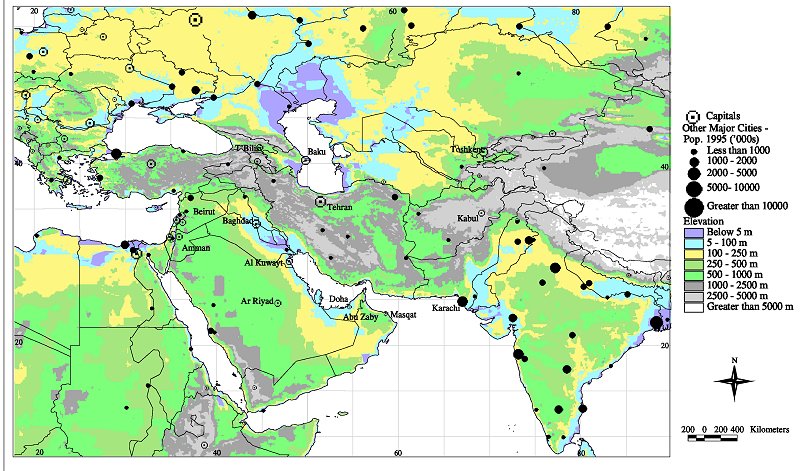 20
60
80
T'Bilisi
Baku
Toshkent
40
40
Tehran
Beirut
Kabul
Baghdad
Amman
Al Kuwayt
Ar Riyad
Doha
Karachi
Abu Zaby
Masqat
20
20
20
40
60
80
Capitals
Other Major Cities -
Pop. 1995 ('000s)
Less than 1000
1000 - 2000
2000 - 5000
5000- 10000
Greater than 10000
Elevation
Below 5 m
5 - 100 m
100 - 250 m
250 - 500 m
500 - 1000 m
1000 - 2500 m
2500 - 5000 m
Greater than 5000 m
N
200 0 200 400 Kilometers